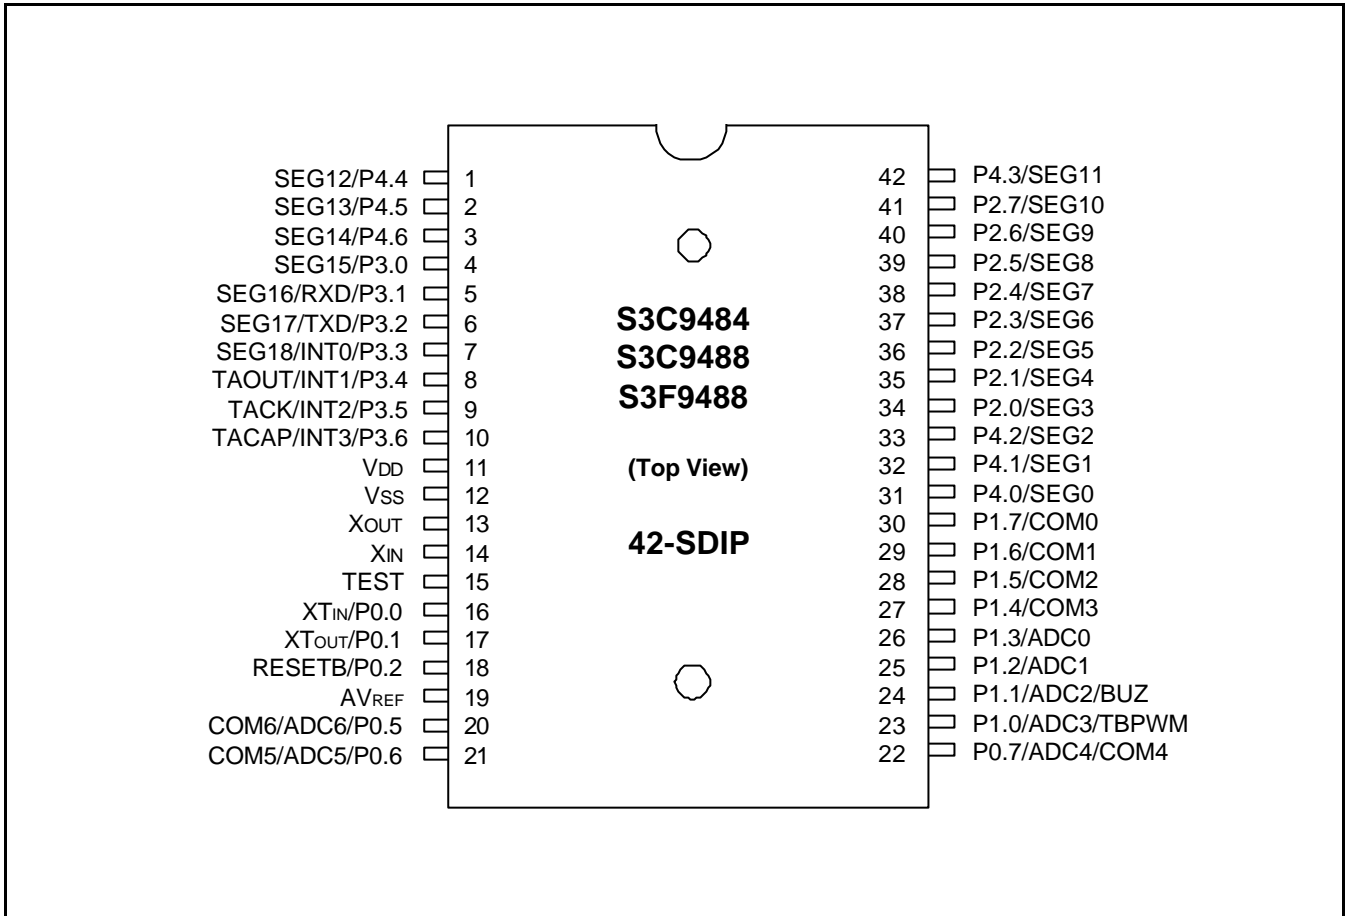 SEG12/P4.4 1
SEG13/P4.5 2
SEG14/P4.6 3
SEG15/P3.0 4
SEG16/RXD/P3.1 5
SEG17/TXD/P3.2 6
SEG18/INT0/P3.3 7
TAOUT/INT1/P3.4 8
TACK/INT2/P3.5 9
TACAP/INT3/P3.6 10
VDD 11
VSS 12
XOUT 13
XIN 14
TEST 15
XTIN/P0.0 16
XTOUT/P0.1 17
RESETB/P0.2 18
AVREF 19
COM6/ADC6/P0.5 20
COM5/ADC5/P0.6 21
S3C9484
S3C9488
S3F9488
(Top View)
42-SDIP
42 P4.3/SEG11
41 P2.7/SEG10
40 P2.6/SEG9
39 P2.5/SEG8
38 P2.4/SEG7
37 P2.3/SEG6
36 P2.2/SEG5
35 P2.1/SEG4
34 P2.0/SEG3
33 P4.2/SEG2
32 P4.1/SEG1
31 P4.0/SEG0
30 P1.7/COM0
29 P1.6/COM1
28 P1.5/COM2
27 P1.4/COM3
26 P1.3/ADC0
25 P1.2/ADC1
24 P1.1/ADC2/BUZ
23 P1.0/ADC3/TBPWM
22 P0.7/ADC4/COM4